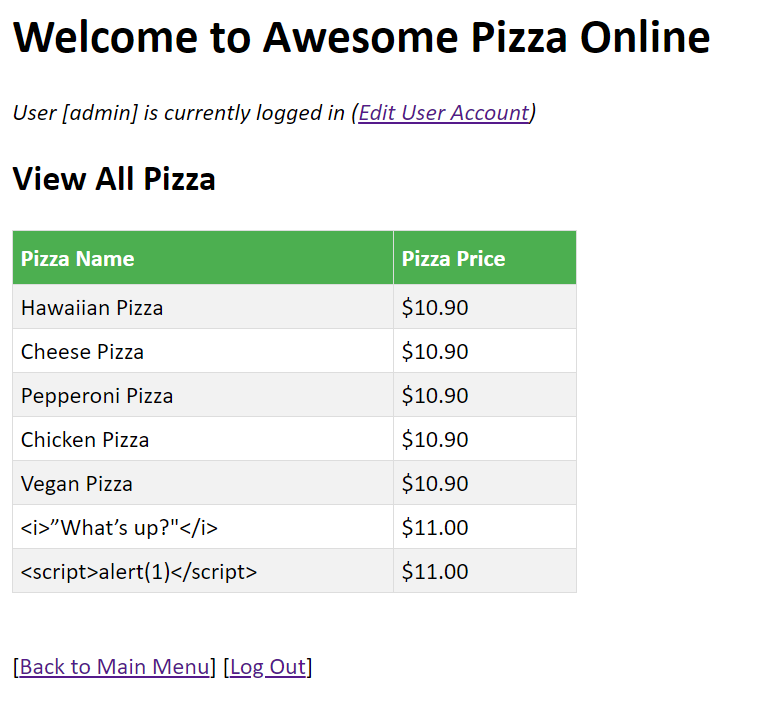 Welcome to Awesome Pizza Online
User [admin] is currently logged in (Edit User Account)
View All Pizza
Pizza Name Pizza Price
Hawaiian Pizza $10.90
Cheese Pizza $10.90
Pepperoni Pizza $10.90
Chicken Pizza $10.90
Vegan Pizza $10.90
<i>”What’s up?"</i> $11.00
<script>alert(1)</script> $11.00
[Back to Main Menu] [Log Out]